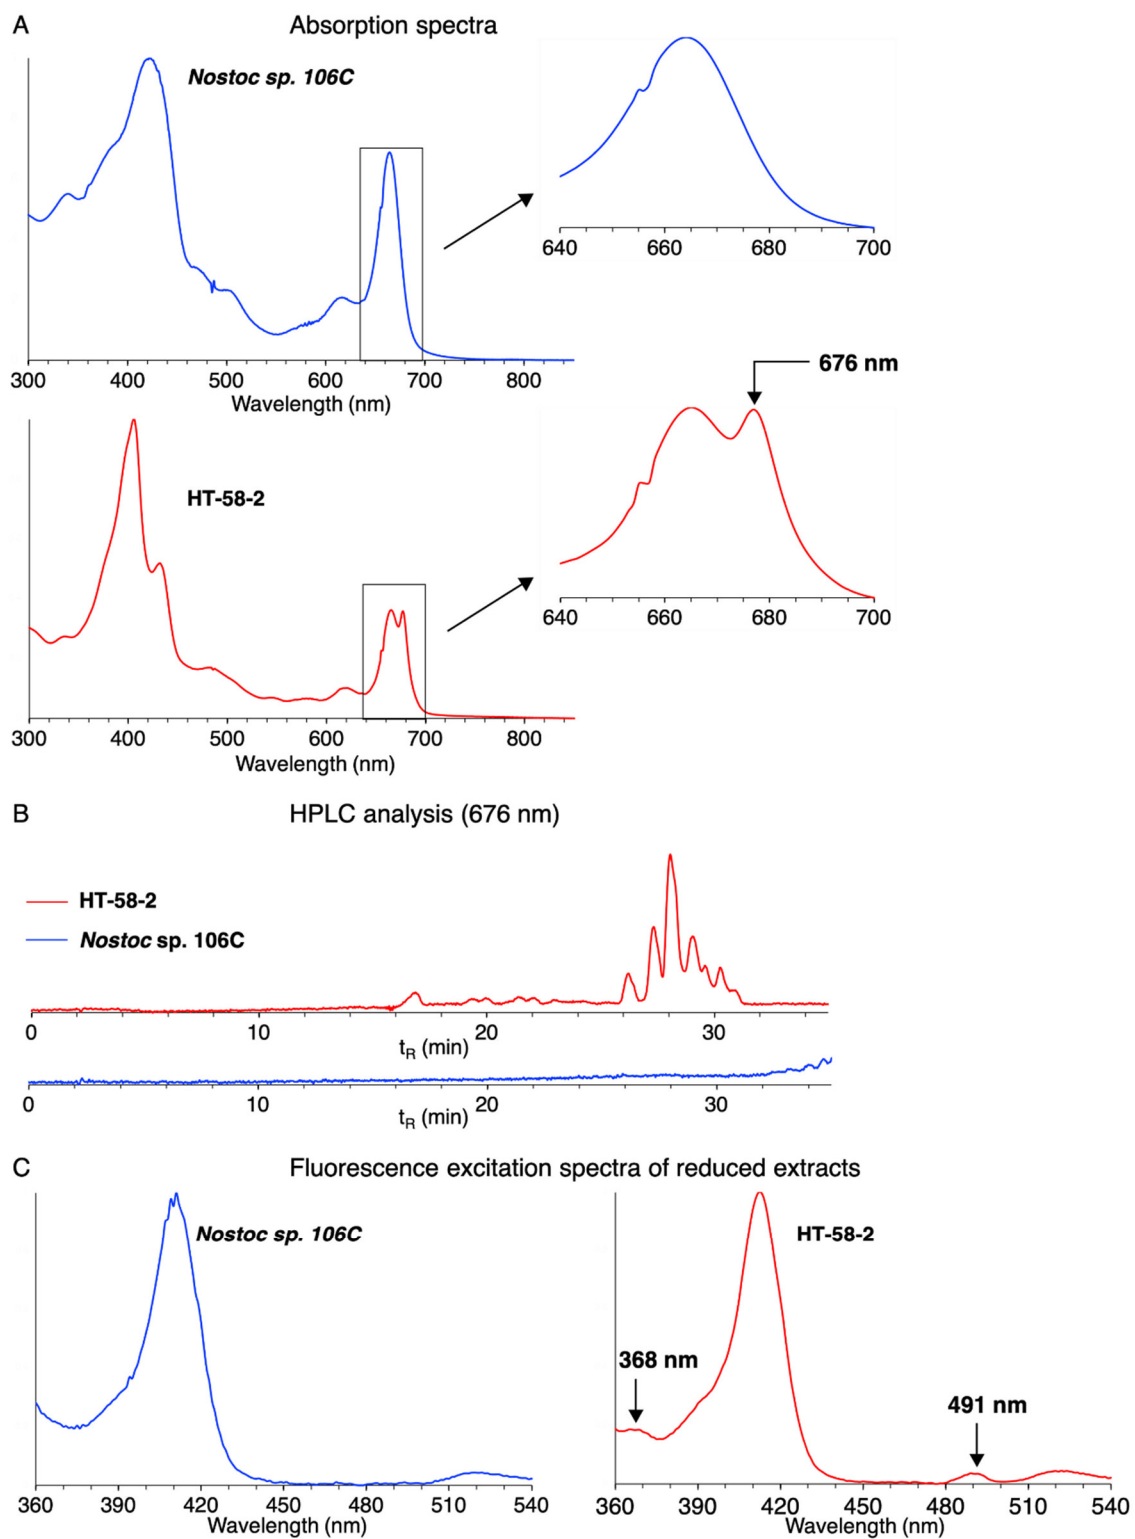 A Absorption spectra
Nostoc sp. 106C
640 660 680 700
300 400 500 600 700 800
Wavelength (nm)
676 nm
HT-58-2
640 660 680 700
300 400 500 600 700 800
Wavelength (nm)
B HPLC analysis (676 nm)
HT-58-2
Nostoc sp. 106C
0 10 20 30
tR (min)
0 10 20 30
tR (min)
C Fluorescence excitation spectra of reduced extracts
Nostoc sp. 106C
HT-58-2
368 nm
491 nm
360 390 420 450 480 510 540
Wavelength (nm)
360 390 420 450 480 510 540
Wavelength (nm)